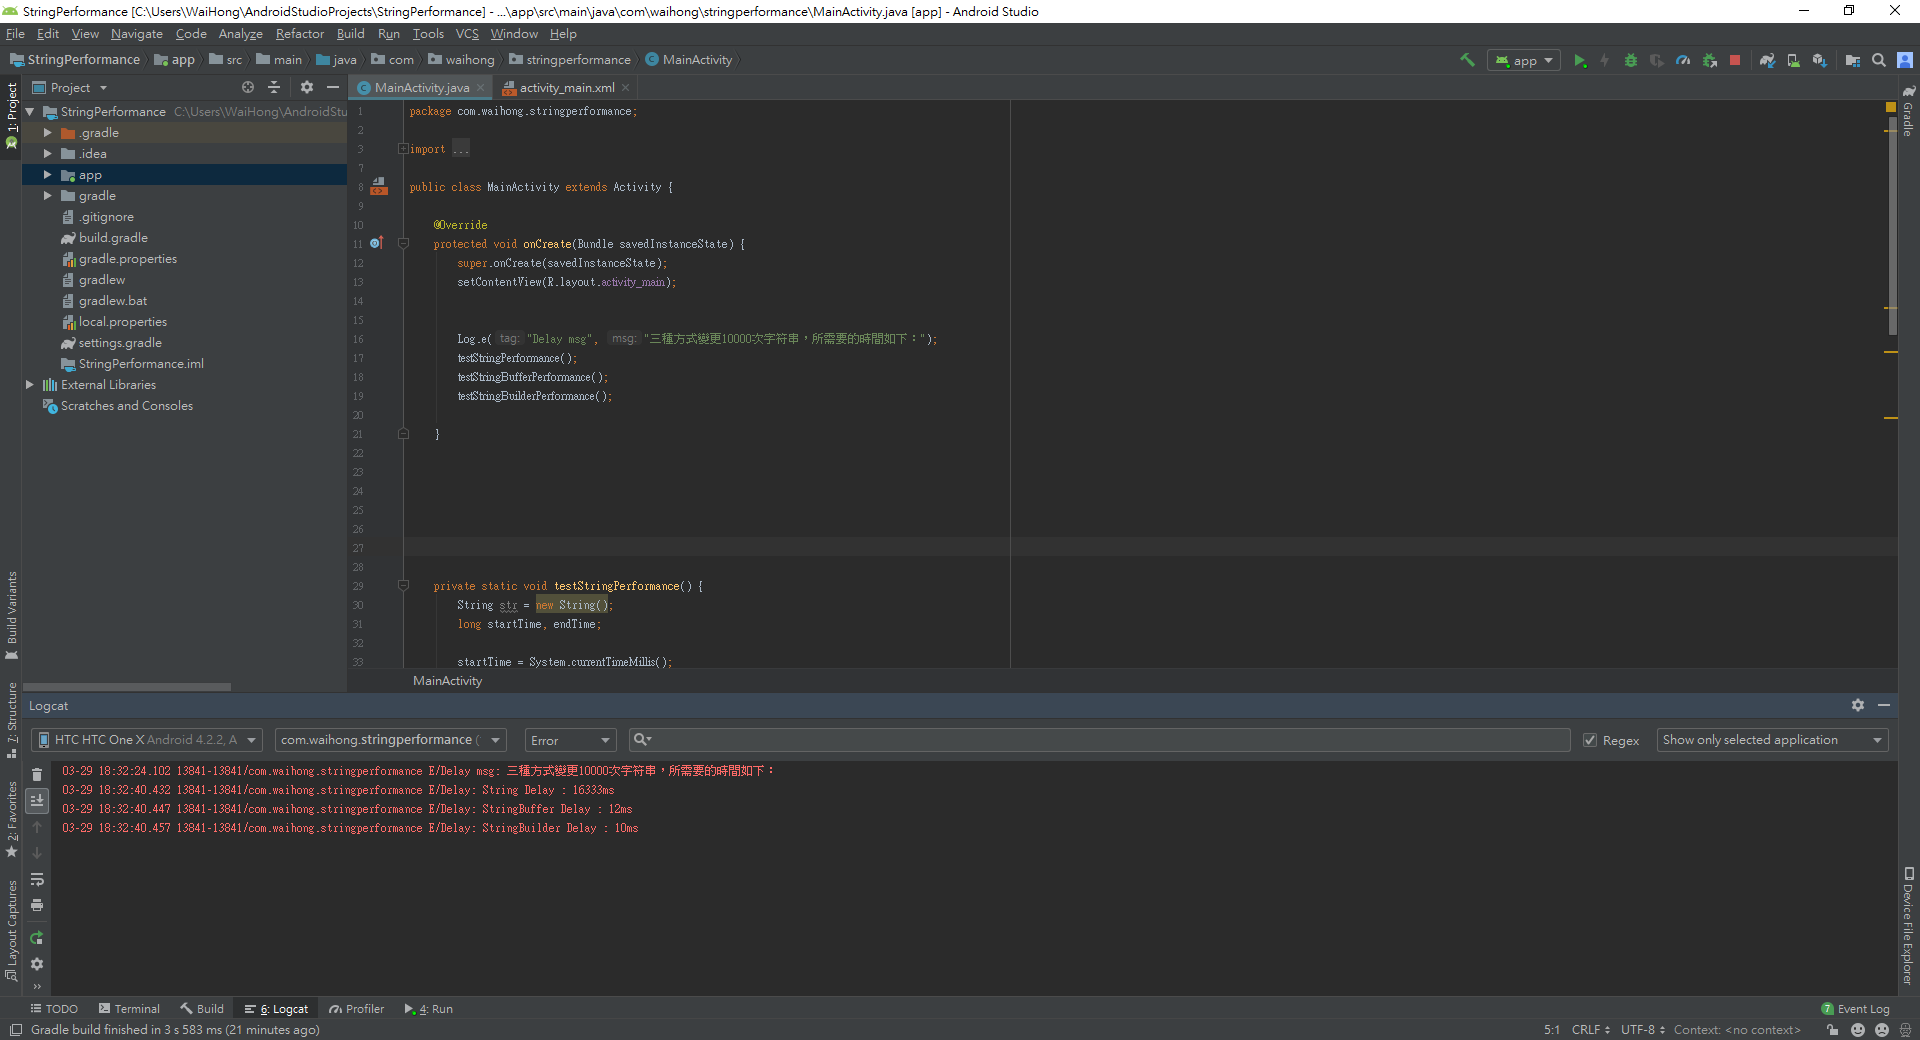 StringPerformance [C:\Users\WaiHong\AndroidStudioProjects\StringPerformance] - ...\app\src\main\java\com\waihong\stringperformance\MainActivity.java [app] - Android Studio
File Edit View Navigate Code Analyze Refactor Build Run Tools VCS Window Help
StringPerformance app src main java com waihong stringperformance MainActivity
app
1: Project
Project
MainActivity.java
activity_main.xml
Gradle
StringPerformance C:\Users\WaiHong\AndroidStu
.gradle
.idea
app
gradle
.gitignore
build.gradle
gradle.properties
gradlew
gradlew.bat
local.properties
settings.gradle
StringPerformance.iml
External Libraries
Scratches and Consoles
1 package com.waihong.stringperformance;
2
3 import ...
7
8 public class MainActivity extends Activity {
9
10 @Override
11 protected void onCreate(Bundle savedInstanceState) {
12 super.onCreate(savedInstanceState);
13 setContentView(R.layout.activity_main);
14
15
16 Log.e( tag: "Delay msg", msg: "三種方式變更10000次字符串，所需要的時間如下：");
17 testStringPerformance();
18 testStringBufferPerformance();
19 testStringBuilderPerformance();
20
21 }
22
23
24
25
26
27
28
29 private static void testStringPerformance() {
30 String str = new String();
31 long startTime, endTime;
32
33 startTime = System.currentTimeMillis();
MainActivity
Build Variants
7: Structure
2: Favorites
Layout Captures
Logcat
HTC HTC One X Android 4.2.2, A
com.waihong.stringperformance (
Error
Regex
Show only selected application
03-29 18:32:24.102 13841-13841/com.waihong.stringperformance E/Delay msg: 三種方式變更10000次字符串，所需要的時間如下：
03-29 18:32:40.432 13841-13841/com.waihong.stringperformance E/Delay: String Delay : 16333ms
03-29 18:32:40.447 13841-13841/com.waihong.stringperformance E/Delay: StringBuffer Delay : 12ms
03-29 18:32:40.457 13841-13841/com.waihong.stringperformance E/Delay: StringBuilder Delay : 10ms
Device File Explorer
TODO Terminal Build 6: Logcat Profiler 4: Run
7 Event Log
Gradle build finished in 3 s 583 ms (21 minutes ago)
5:1 CRLF UTF-8 Context: <no context>